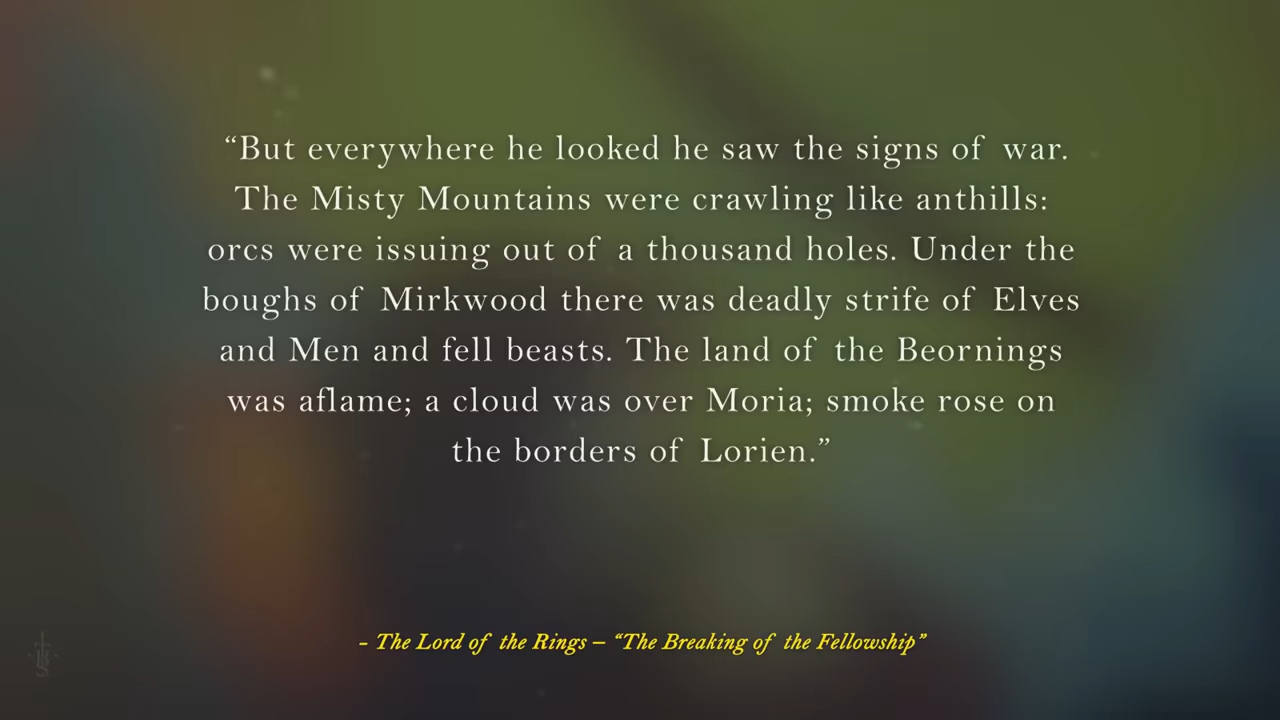 “But everywhere he looked he saw the signs of war.
The Misty Mountains were crawling like anthills:
orcs were issuing out of a thousand holes. Under the
boughs of Mirkwood there was deadly strife of Elves
and Men and fell beasts. The land of the Beornings
was aflame; a cloud was over Moria; smoke rose on
the borders of Lorien.”
- The Lord of the Rings – “The Breaking of the Fellowship”